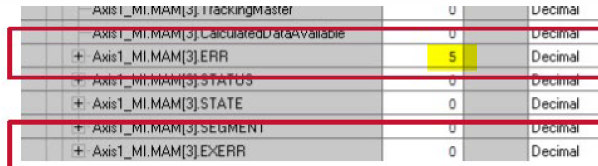 Axis1_MI.MAM[3].TrackingMaster 0 Decimal
Axis1_MI.MAM[3].CalculatedDataAvailable 0 Decimal
+ Axis1_MI.MAM[3].ERR 5 Decimal
+ Axis1_MI.MAM[3].STATUS 0 Decimal
+ Axis1_MI.MAM[3].STATE 0 Decimal
+ Axis1_MI.MAM[3].SEGMENT 0 Decimal
+ Axis1_MI.MAM[3].EXERR 0 Decimal